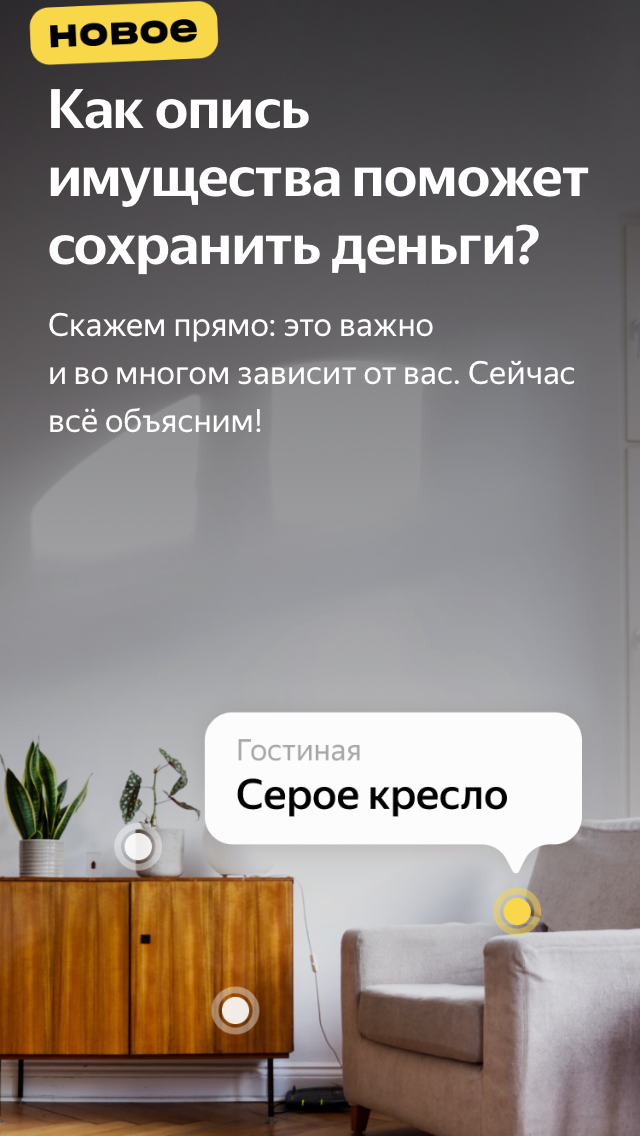 новое
Как опись
имущества поможет
сохранить деньги?
Скажем прямо: это важно
и во многом зависит от вас. Сейчас
всё объясним!
Гостиная
Серое кресло